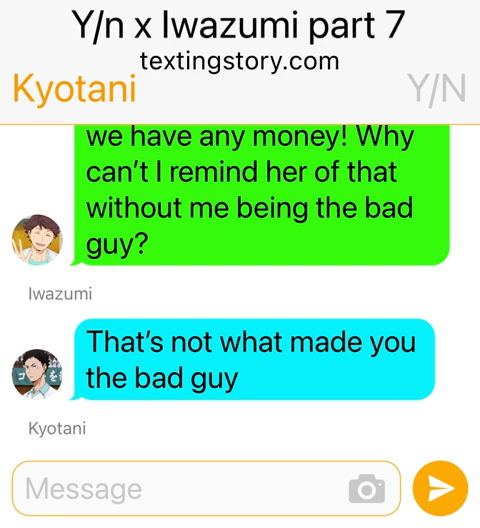 Y/n x Iwazumi part 7
textingstory.com
Kyotani
Y/N
we have any money! Why
can't I remind her of that
without me being the bad
guy?
Iwazumi
That's not what made you
the bad guy
Kyotani
Message